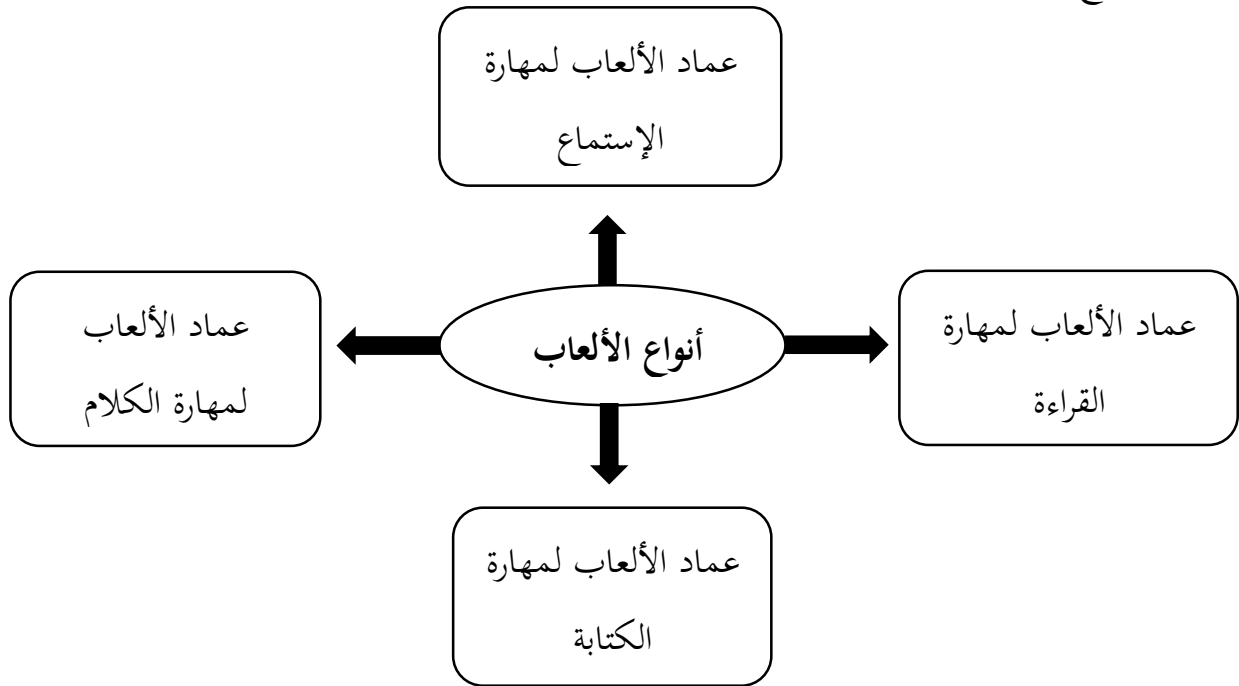 عماد الألعاب لمهارة
الإستماع
عماد الألعاب لمهارة
القراءة
أنواع الألعاب
عماد الألعاب
لمهارة الكلام
عماد الألعاب لمهارة
الكتابة